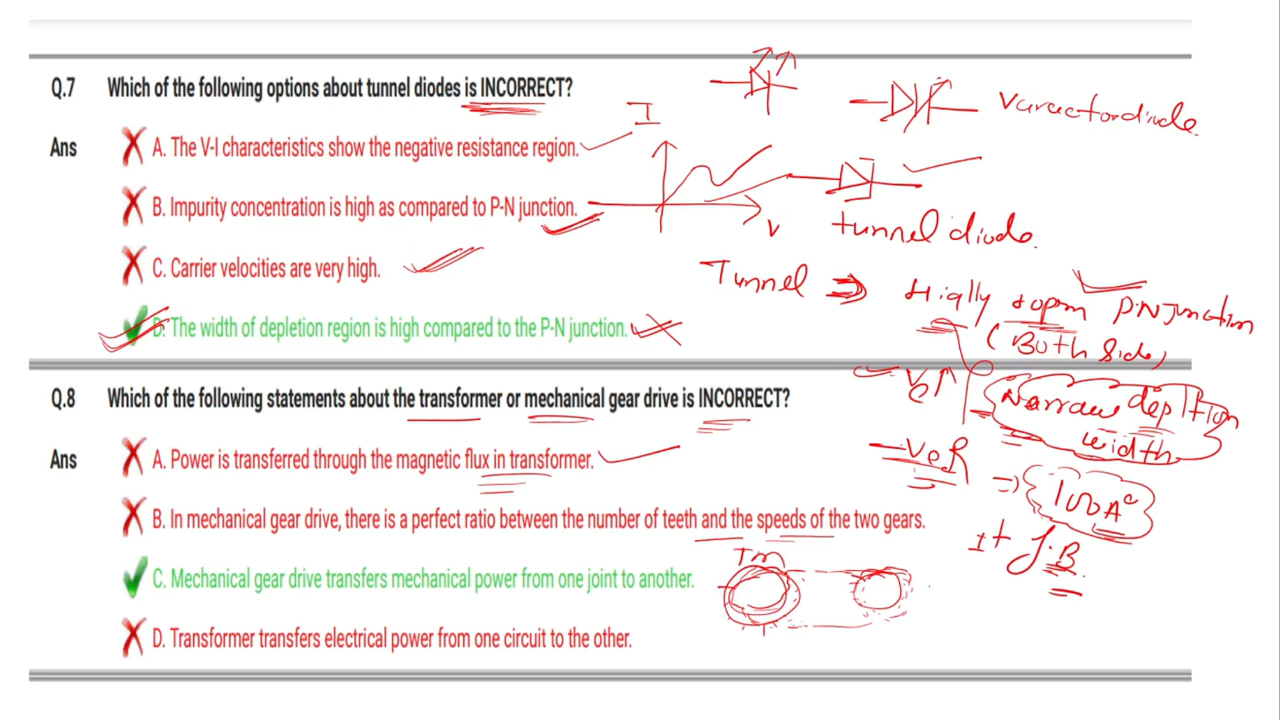 Q.7 Which of the following options about tunnel diodes is INCORRECT?
Ans A. The V-I characteristics show the negative resistance region.
B. Impurity concentration is high as compared to P-N junction.
C. Carrier velocities are very high.
D. The width of depletion region is high compared to the P-N junction.
I
V
Varactor diode.
tunnel diode.
Tunnel ⇒ Highly dopm P-N junction
(Both Side)
Narraw depltion
width
-VeR ⇒ 100A°
It f.B
Q.8 Which of the following statements about the transformer or mechanical gear drive is INCORRECT?
Ans A. Power is transferred through the magnetic flux in transformer.
B. In mechanical gear drive, there is a perfect ratio between the number of teeth and the speeds of the two gears.
C. Mechanical gear drive transfers mechanical power from one joint to another.
Tm
D. Transformer transfers electrical power from one circuit to the other.